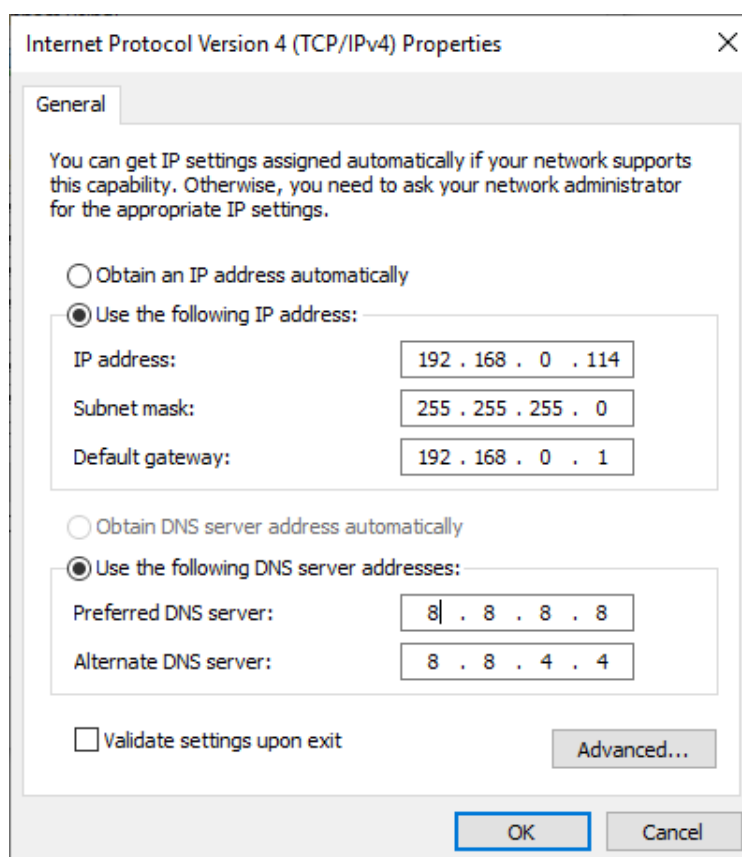 Internet Protocol Version 4 (TCP/IPv4) Properties
General
You can get IP settings assigned automatically if your network supports
this capability. Otherwise, you need to ask your network administrator
for the appropriate IP settings.
Obtain an IP address automatically
Use the following IP address:
IP address: 192 . 168 . 0 . 114
Subnet mask: 255 . 255 . 255 . 0
Default gateway: 192 . 168 . 0 . 1
Obtain DNS server address automatically
Use the following DNS server addresses:
Preferred DNS server: 8 . 8 . 8 . 8
Alternate DNS server: 8 . 8 . 4 . 4
Validate settings upon exit
Advanced...
OK Cancel